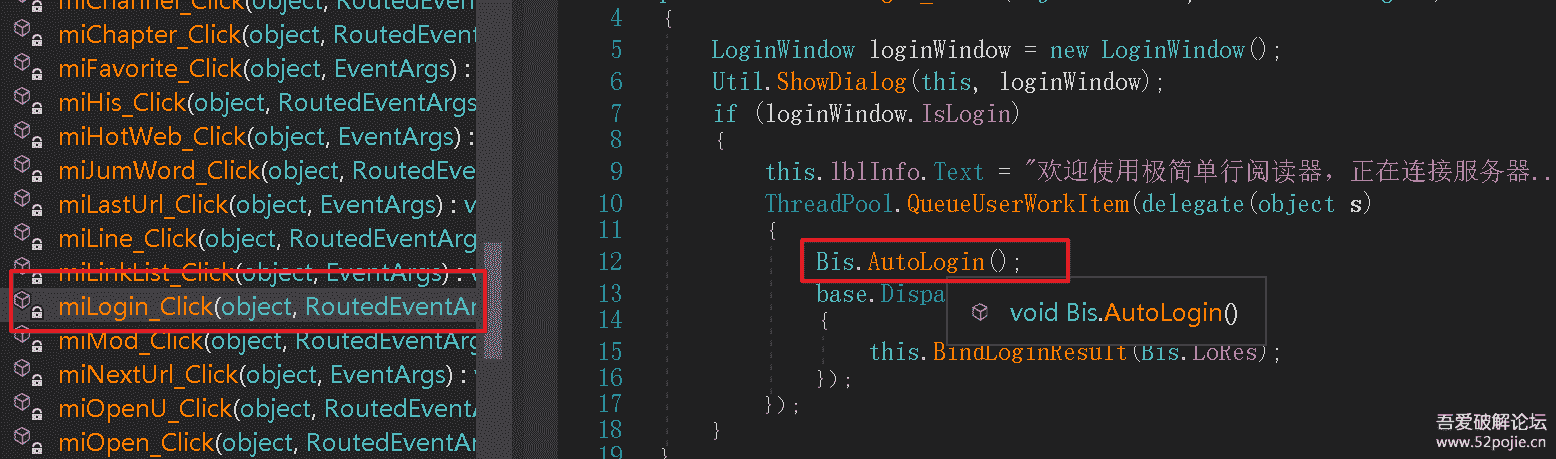 miChannel_Click(object, RoutedEvent
miChapter_Click(object, RoutedEvent
miFavorite_Click(object, EventArgs) :
miHis_Click(object, RoutedEventArgs
miHotWeb_Click(object, EventArgs) :
miJumWord_Click(object, RoutedEve
miLastUrl_Click(object, EventArgs) : v
miLine_Click(object, RoutedEventArg
miLinkList_Click(object, EventArgs) : v
miLogin_Click(object, RoutedEventAr
miMod_Click(object, RoutedEventArg
miNextUrl_Click(object, EventArgs) : v
miOpenU_Click(object, RoutedEventA
miOpen_Click(object, RoutedEventAr
4 {
5 LoginWindow loginWindow = new LoginWindow();
6 Util.ShowDialog(this, loginWindow);
7 if (loginWindow.IsLogin)
8 {
9 this.lblInfo.Text = "欢迎使用极简单行阅读器，正在连接服务器..
10 ThreadPool.QueueUserWorkItem(delegate(object s)
11 {
12 Bis.AutoLogin();
13 base.Dispa
void Bis.AutoLogin()
14 {
15 this.BindLoginResult(Bis.LoRes);
16 });
17 });
18 }
19 }
吾爱破解论坛
www.52pojie.cn